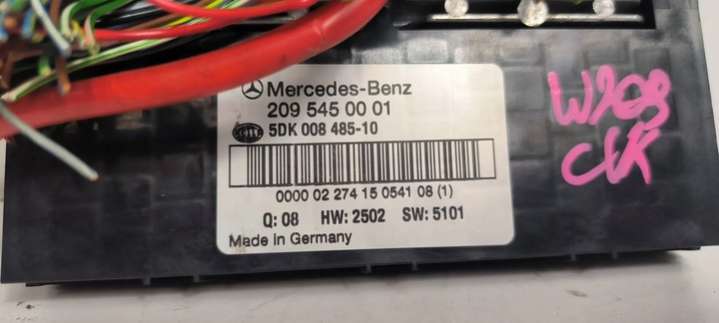 Mercedes-Benz
209 545 00 01
5DK 008 485-10
0000 02 274 15 0541 08 (1)
Q: 08 HW: 2502 SW: 5101
Made in Germany
W209
CLK